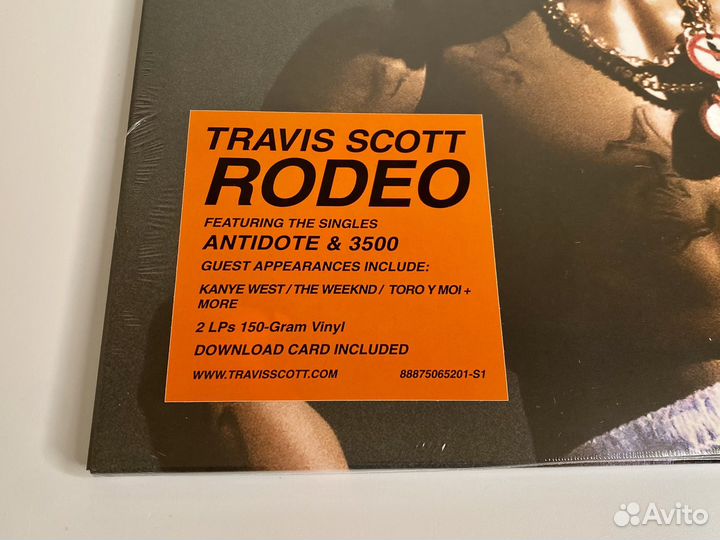 TRAVIS SCOTT
RODEO
FEATURING THE SINGLES
ANTIDOTE & 3500
GUEST APPEARANCES INCLUDE:
KANYE WEST / THE WEEKND / TORO Y MOI +
MORE
2 LPs 150-Gram Vinyl
DOWNLOAD CARD INCLUDED
WWW.TRAVISSCOTT.COM 88875065201-S1
Avito